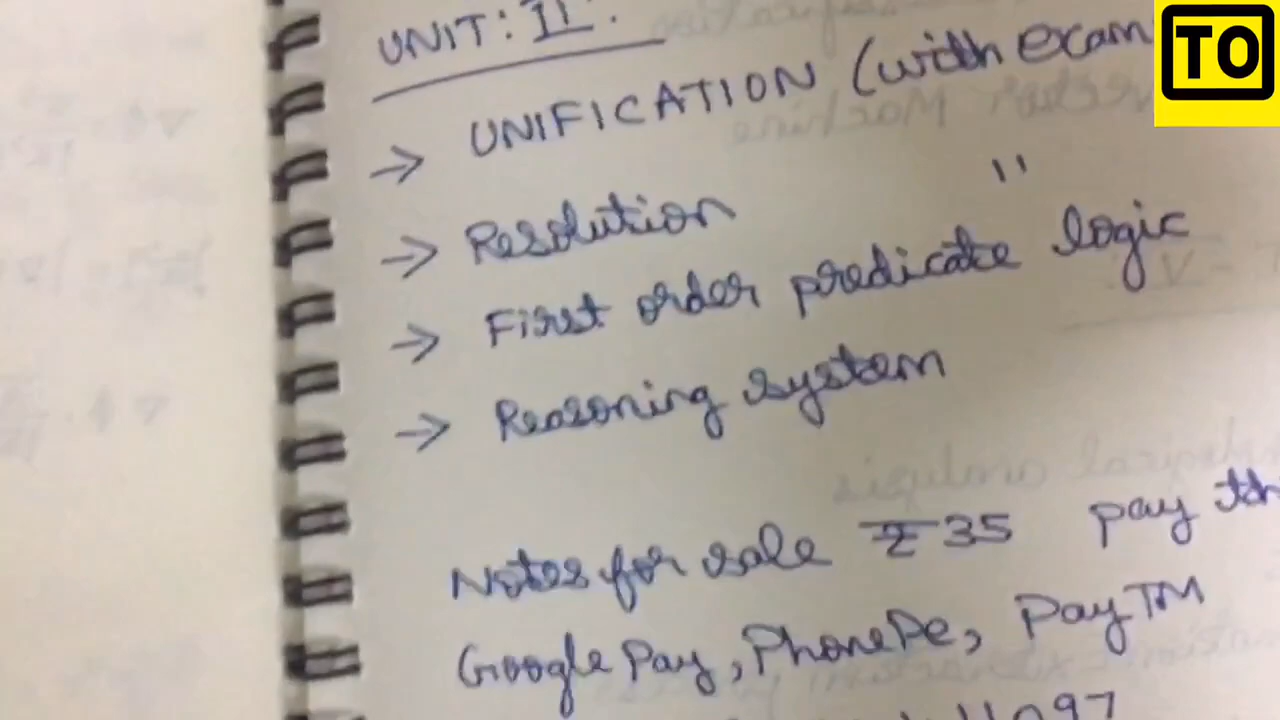 TO
UNIT: II.
→ UNIFICATION (with exam
→ Resolution "
→ First order predicate logic
→ Reasoning system
Notes for sale ₹ 35 pay th
Google Pay, PhonePe, PayTM